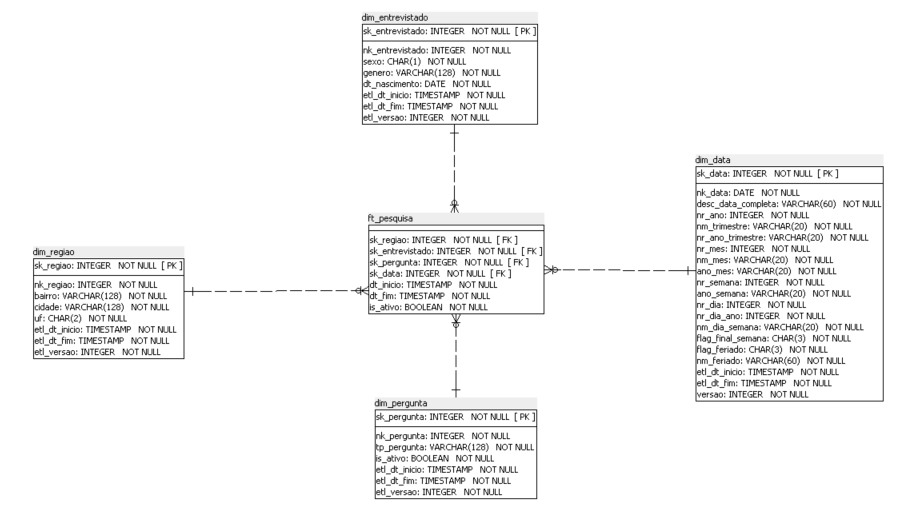 dim_entrevistado
sk_entrevistado: INTEGER NOT NULL [ PK ]
nk_entrevistado: INTEGER NOT NULL
sexo: CHAR(1) NOT NULL
genero: VARCHAR(128) NOT NULL
dt_nascimento: DATE NOT NULL
etl_dt_inicio: TIMESTAMP NOT NULL
etl_dt_fim: TIMESTAMP NOT NULL
etl_versao: INTEGER NOT NULL
dim_data
sk_data: INTEGER NOT NULL [ PK ]
nk_data: DATE NOT NULL
desc_data_completa: VARCHAR(60) NOT NULL
nr_ano: INTEGER NOT NULL
nm_trimestre: VARCHAR(20) NOT NULL
nr_ano_trimestre: VARCHAR(20) NOT NULL
nr_mes: INTEGER NOT NULL
nm_mes: VARCHAR(20) NOT NULL
ano_mes: VARCHAR(20) NOT NULL
nr_semana: INTEGER NOT NULL
ano_semana: VARCHAR(20) NOT NULL
nr_dia: INTEGER NOT NULL
nr_dia_ano: INTEGER NOT NULL
nm_dia_semana: VARCHAR(20) NOT NULL
flag_final_semana: CHAR(3) NOT NULL
flag_feriado: CHAR(3) NOT NULL
nm_feriado: VARCHAR(60) NOT NULL
etl_dt_inicio: TIMESTAMP NOT NULL
etl_dt_fim: TIMESTAMP NOT NULL
versao: INTEGER NOT NULL
ft_pesquisa
sk_regiao: INTEGER NOT NULL [ FK ]
sk_entrevistado: INTEGER NOT NULL [ FK ]
sk_pergunta: INTEGER NOT NULL [ FK ]
sk_data: INTEGER NOT NULL [ FK ]
dt_inicio: TIMESTAMP NOT NULL
dt_fim: TIMESTAMP NOT NULL
is_ativo: BOOLEAN NOT NULL
dim_regiao
sk_regiao: INTEGER NOT NULL [ PK ]
nk_regiao: INTEGER NOT NULL
bairro: VARCHAR(128) NOT NULL
cidade: VARCHAR(128) NOT NULL
uf: CHAR(2) NOT NULL
etl_dt_inicio: TIMESTAMP NOT NULL
etl_dt_fim: TIMESTAMP NOT NULL
etl_versao: INTEGER NOT NULL
dim_pergunta
sk_pergunta: INTEGER NOT NULL [ PK ]
nk_pergunta: INTEGER NOT NULL
tp_pergunta: VARCHAR(128) NOT NULL
is_ativo: BOOLEAN NOT NULL
etl_dt_inicio: TIMESTAMP NOT NULL
etl_dt_fim: TIMESTAMP NOT NULL
etl_versao: INTEGER NOT NULL